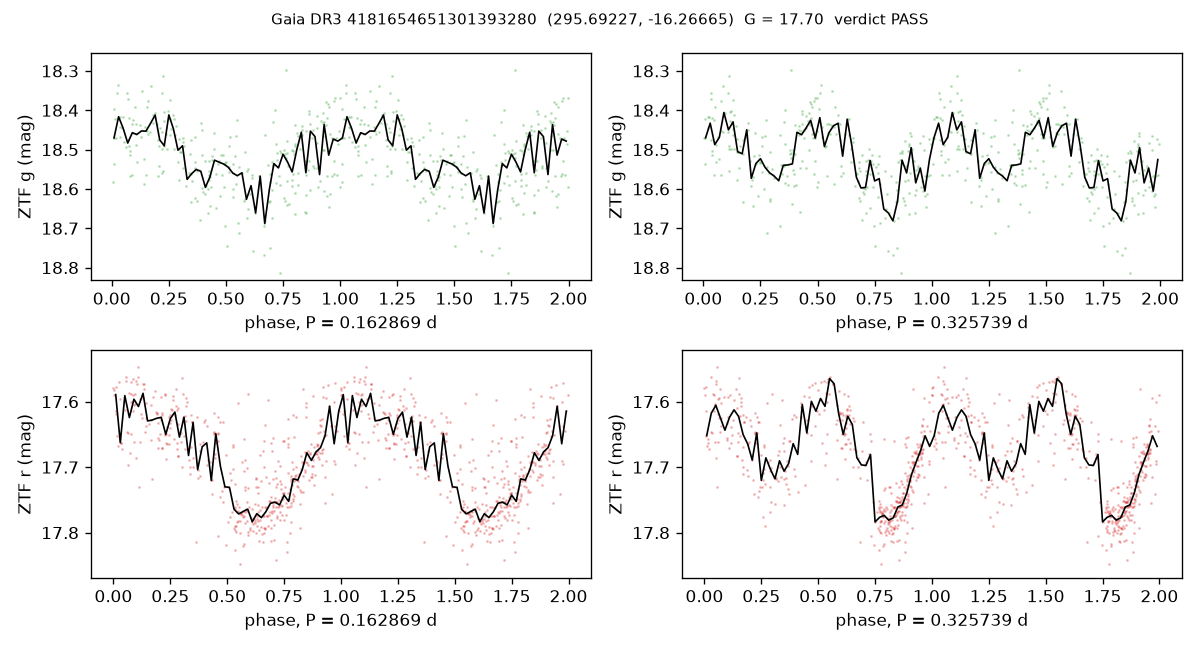 Gaia DR3 4181654651301393280 (295.69227, -16.26665) G = 17.70 verdict PASS
ZTF g (mag)
18.3
18.4
18.5
18.6
18.7
18.8
0.00 0.25 0.50 0.75 1.00 1.25 1.50 1.75 2.00
phase, P = 0.162869 d
ZTF g (mag)
18.3
18.4
18.5
18.6
18.7
18.8
0.00 0.25 0.50 0.75 1.00 1.25 1.50 1.75 2.00
phase, P = 0.325739 d
ZTF r (mag)
17.6
17.7
17.8
0.00 0.25 0.50 0.75 1.00 1.25 1.50 1.75 2.00
phase, P = 0.162869 d
ZTF r (mag)
17.6
17.7
17.8
0.00 0.25 0.50 0.75 1.00 1.25 1.50 1.75 2.00
phase, P = 0.325739 d